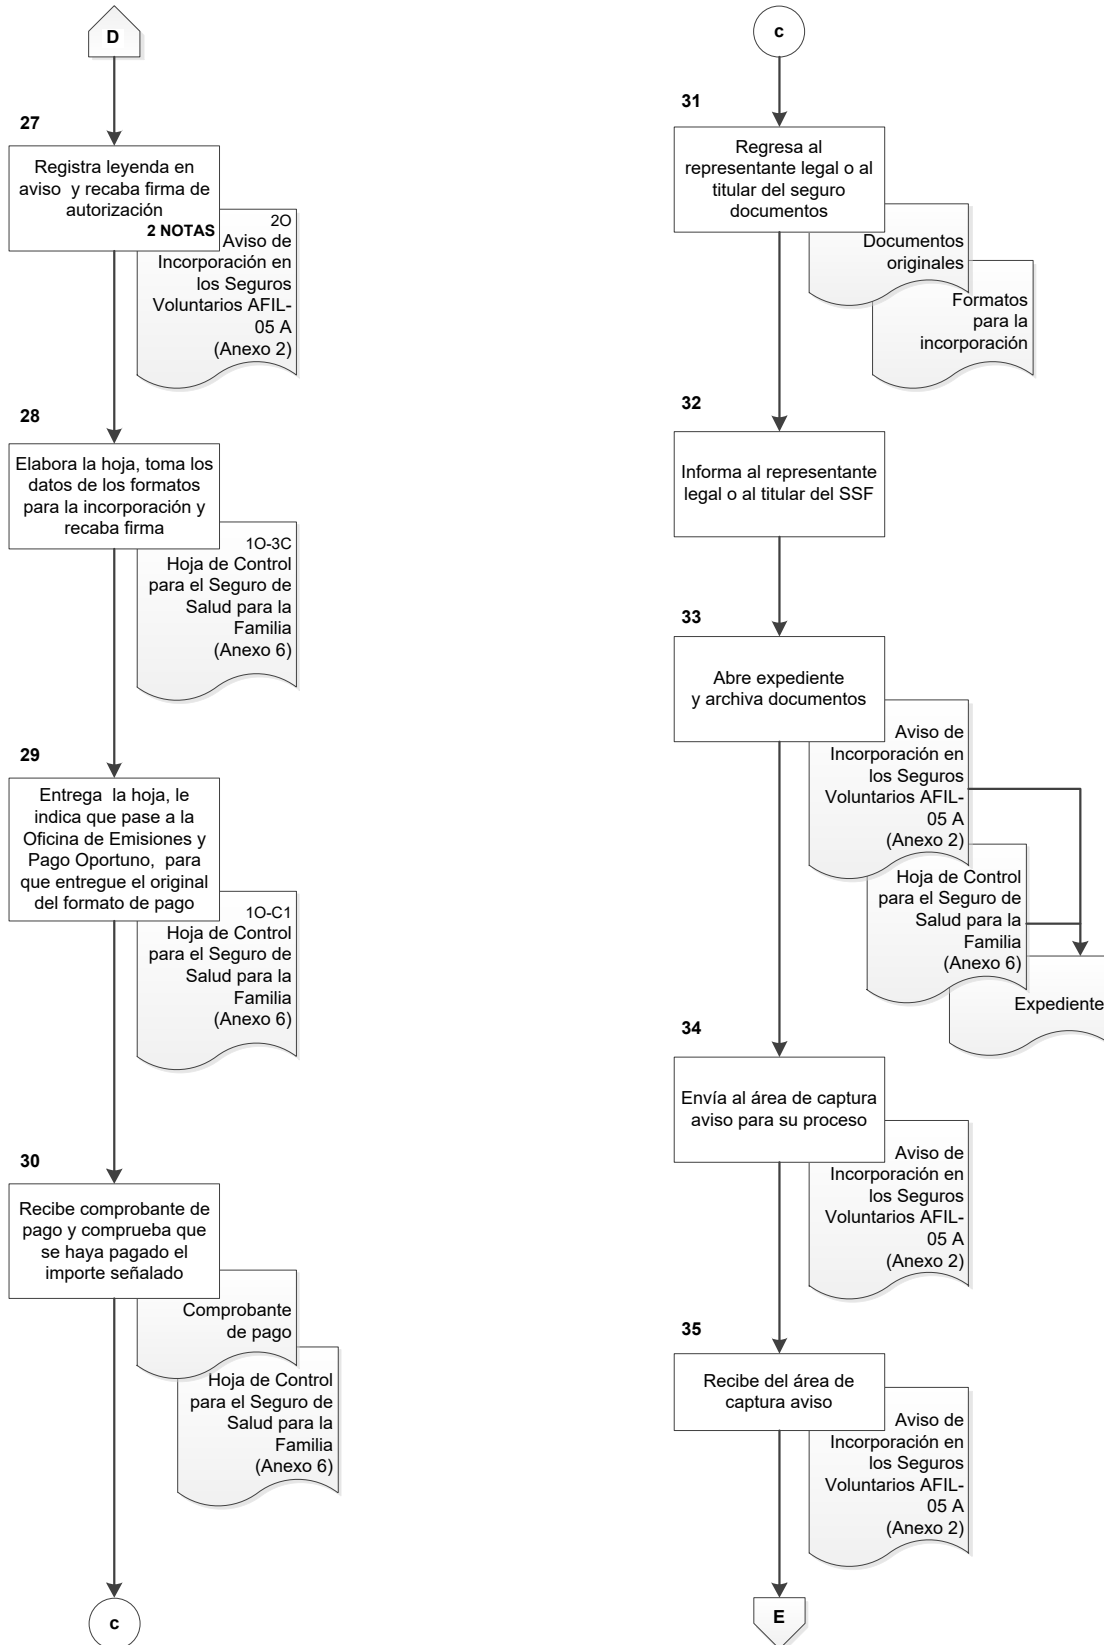 D
27
Registra leyenda en
aviso y recaba firma de
autorización
2 NOTAS
2O
Aviso de
Incorporación en
los Seguros
Voluntarios AFIL-
05 A
(Anexo 2)
28
Elabora la hoja, toma los
datos de los formatos
para la incorporación y
recaba firma
1O-3C
Hoja de Control
para el Seguro de
Salud para la
Familia
(Anexo 6)
29
Entrega la hoja, le
indica que pase a la
Oficina de Emisiones y
Pago Oportuno, para
que entregue el original
del formato de pago
1O-C1
Hoja de Control
para el Seguro de
Salud para la
Familia
(Anexo 6)
30
Recibe comprobante de
pago y comprueba que
se haya pagado el
importe señalado
Comprobante
de pago
Hoja de Control
para el Seguro de
Salud para la
Familia
(Anexo 6)
c
c
31
Regresa al
representante legal o al
titular del seguro
documentos
Documentos
originales
Formatos
para la
incorporación
32
Informa al representante
legal o al titular del SSF
33
Abre expediente
y archiva documentos
Aviso de
Incorporación en
los Seguros
Voluntarios AFIL-
05 A
(Anexo 2)
Hoja de Control
para el Seguro de
Salud para la
Familia
(Anexo 6)
Expediente
34
Envía al área de captura
aviso para su proceso
Aviso de
Incorporación en
los Seguros
Voluntarios AFIL-
05 A
(Anexo 2)
35
Recibe del área de
captura aviso
Aviso de
Incorporación en
los Seguros
Voluntarios AFIL-
05 A
(Anexo 2)
E